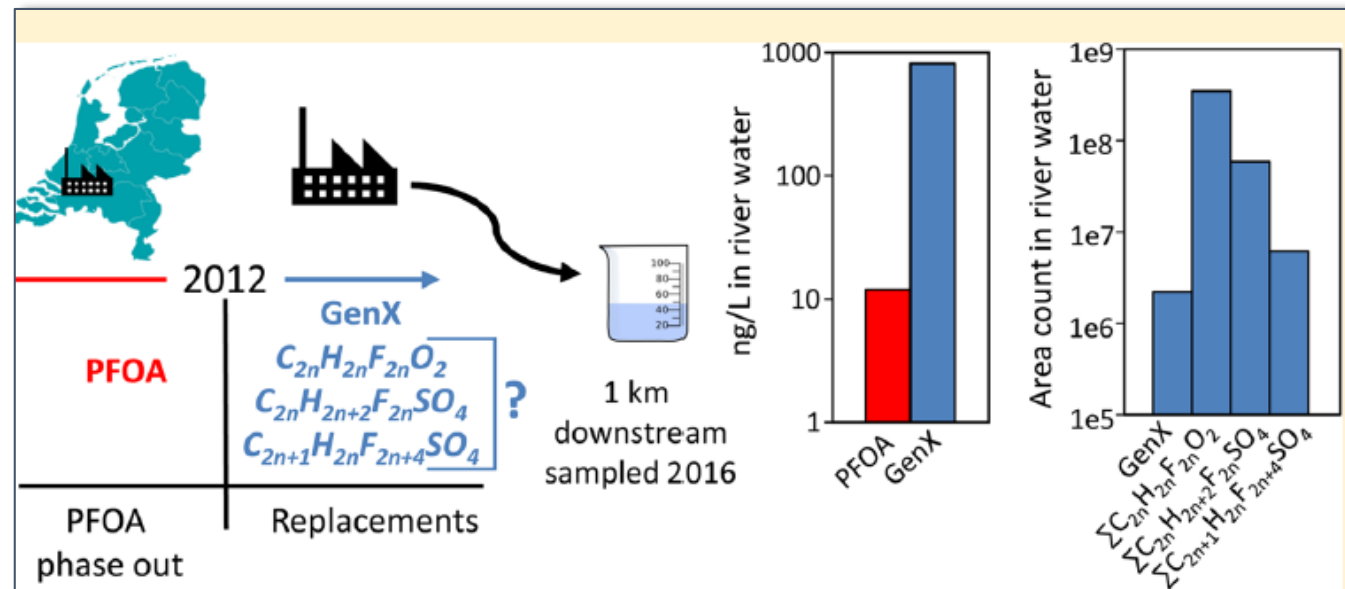 2012
PFOA
GenX
C₂ₙH₂ₙF₂ₙO₂
C₂ₙH₂ₙ₊₂F₂ₙSO₄
C₂ₙ₊₁H₂ₙF₂ₙ₊₄SO₄
?
PFOA
phase out
Replacements
100
80
60
40
20
1 km
downstream
sampled 2016
ng/L in river water
1000
100
10
1
PFOA
GenX
Area count in river water
1e9
1e8
1e7
1e6
1e5
GenX
∑C₂ₙH₂ₙF₂ₙO₂
∑C₂ₙH₂ₙ₊₂F₂ₙSO₄
∑C₂ₙ₊₁H₂ₙF₂ₙ₊₄SO₄